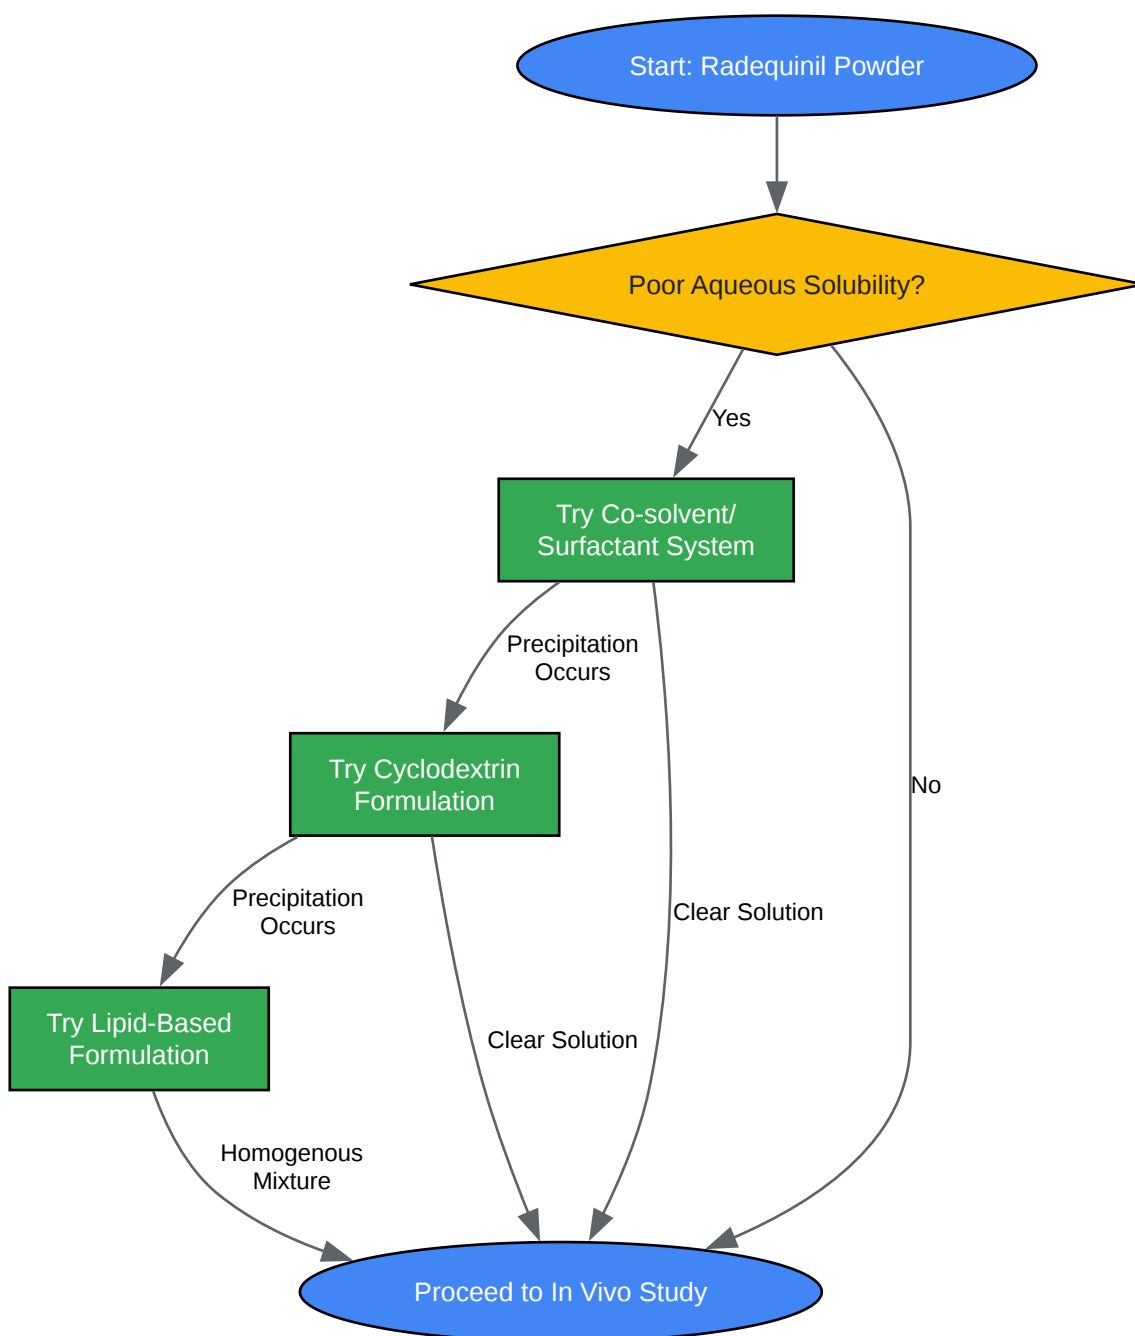 Start: Radequinil Powder
Poor Aqueous Solubility?
Yes
Try Co-solvent/
Surfactant System
Precipitation
Occurs
Try Cyclodextrin
Formulation
No
Precipitation
Occurs
Clear Solution
Try Lipid-Based
Formulation
Clear Solution
Homogenous
Mixture
Proceed to In Vivo Study